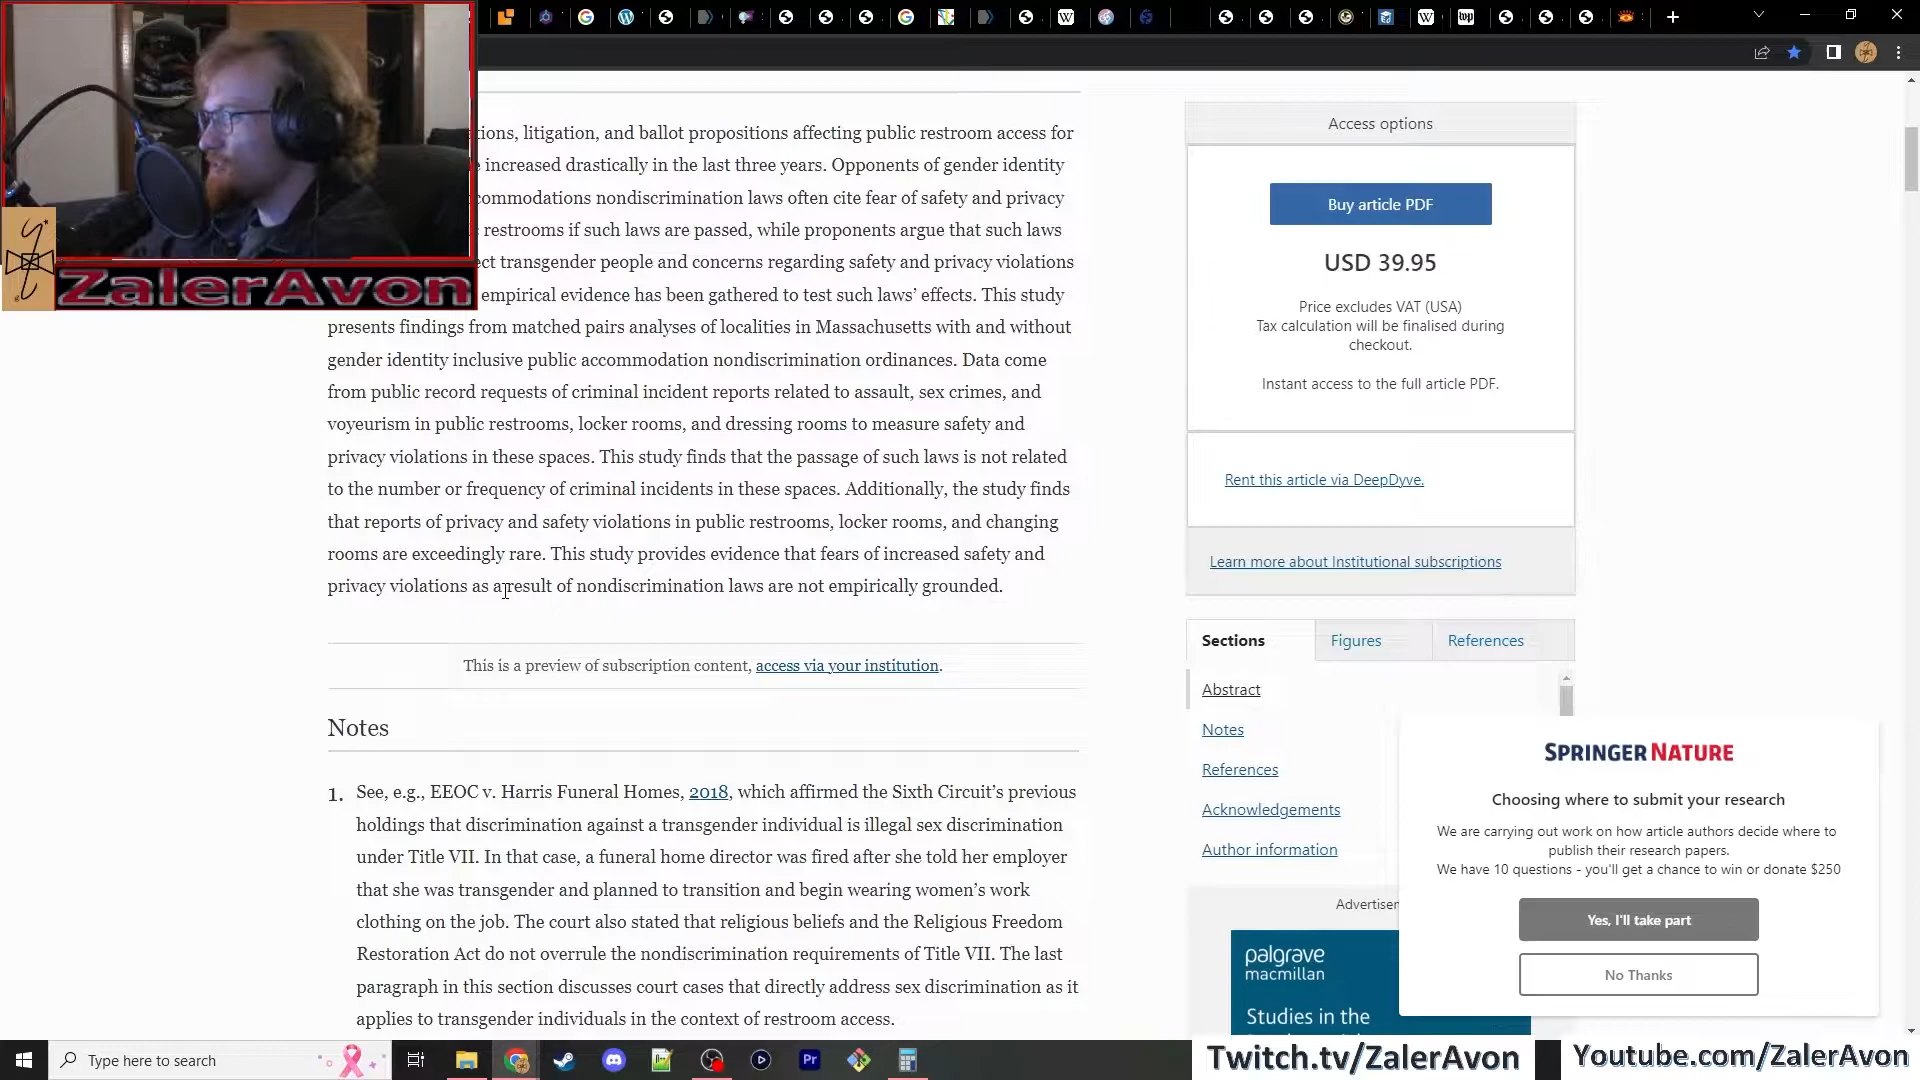 Access options
tions, litigation, and ballot propositions affecting public restroom access for
increased drastically in the last three years. Opponents of gender identity
commodations nondiscrimination laws often cite fear of safety and privacy
restrooms if such laws are passed, while proponents argue that such laws
ect transgender people and concerns regarding safety and privacy violations
empirical evidence has been gathered to test such laws’ effects. This study
presents findings from matched pairs analyses of localities in Massachusetts with and without
gender identity inclusive public accommodation nondiscrimination ordinances. Data come
from public record requests of criminal incident reports related to assault, sex crimes, and
voyeurism in public restrooms, locker rooms, and dressing rooms to measure safety and
privacy violations in these spaces. This study finds that the passage of such laws is not related
to the number or frequency of criminal incidents in these spaces. Additionally, the study finds
that reports of privacy and safety violations in public restrooms, locker rooms, and changing
rooms are exceedingly rare. This study provides evidence that fears of increased safety and
privacy violations as a result of nondiscrimination laws are not empirically grounded.
ZalerAvon
This is a preview of subscription content, access via your institution.
Notes
1. See, e.g., EEOC v. Harris Funeral Homes, 2018, which affirmed the Sixth Circuit’s previous
holdings that discrimination against a transgender individual is illegal sex discrimination
under Title VII. In that case, a funeral home director was fired after she told her employer
that she was transgender and planned to transition and begin wearing women’s work
clothing on the job. The court also stated that religious beliefs and the Religious Freedom
Restoration Act do not overrule the nondiscrimination requirements of Title VII. The last
paragraph in this section discusses court cases that directly address sex discrimination as it
applies to transgender individuals in the context of restroom access.
Buy article PDF
USD 39.95
Price excludes VAT (USA)
Tax calculation will be finalised during
checkout.
Instant access to the full article PDF.
Rent this article via DeepDyve.
Learn more about Institutional subscriptions
Sections Figures References
Abstract
Notes
References
Acknowledgements
Author information
Advertisem
palgrave
macmillan
Studies in the
SPRINGER NATURE
Choosing where to submit your research
We are carrying out work on how article authors decide where to
publish their research papers.
We have 10 questions - you'll get a chance to win or donate $250
Yes, I'll take part
No Thanks
Type here to search
Twitch.tv/ZalerAvon
Youtube.com/ZalerAvon